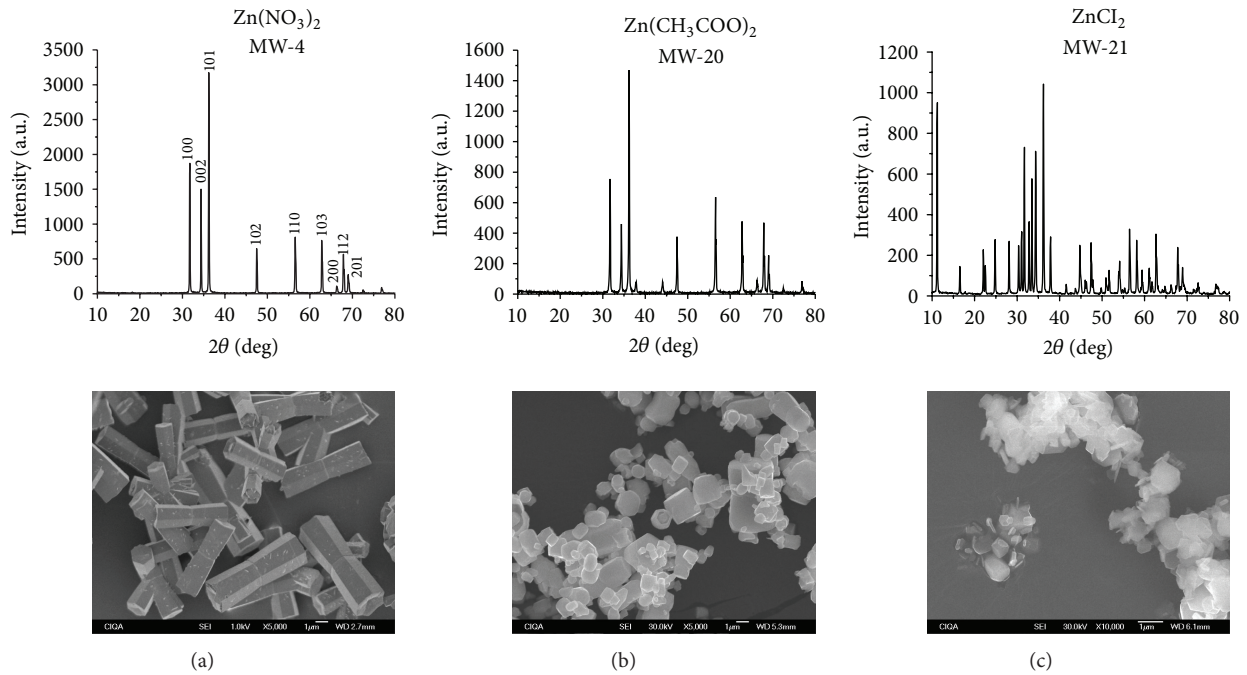 Zn(NO₃)₂
MW-4
3500
3000
2500
2000
1500
1000
500
0
Intensity (a.u.)
100
002
101
102
110
103
200
112
201
10 20 30 40 50 60 70 80
2θ (deg)
Zn(CH₃COO)₂
MW-20
1600
1400
1200
1000
800
600
400
200
0
Intensity (a.u.)
10 20 30 40 50 60 70 80
2θ (deg)
ZnCI₂
MW-21
1200
1000
800
600
400
200
0
Intensity (a.u.)
10 20 30 40 50 60 70 80
2θ (deg)
CIQA SEI 1.0kV X5,000 1μm WD 2.7mm
CIQA SEI 30.0kV X5,000 1μm WD 5.3mm
CIQA SEI 30.0kV X10,000 1μm WD 6.1mm
(a)
(b)
(c)